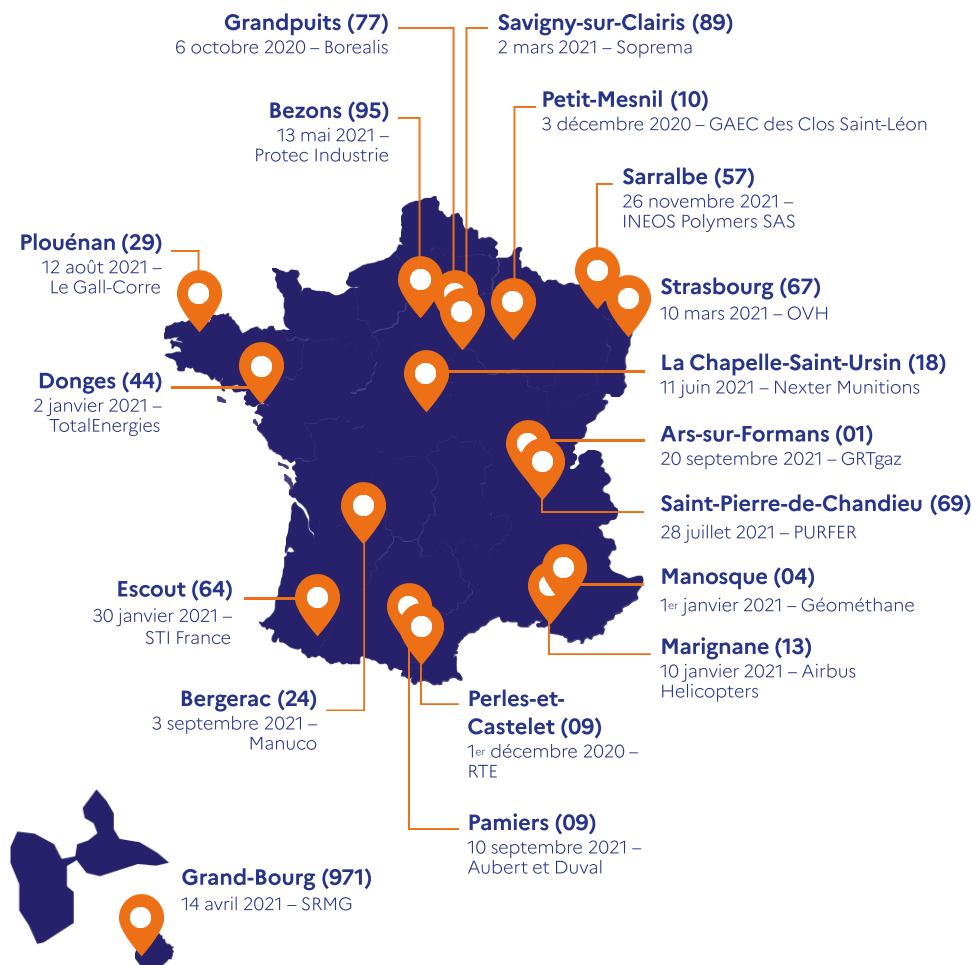 Grandpuits (77)
6 octobre 2020 – Borealis
Savigny-sur-Clairis (89)
2 mars 2021 – Soprema
Bezons (95)
13 mai 2021 –
Protec Industrie
Petit-Mesnil (10)
3 décembre 2020 – GAEC des Clos Saint-Léon
Sarralbe (57)
26 novembre 2021 –
INEOS Polymers SAS
Plouénan (29)
12 août 2021 –
Le Gall-Corre
Strasbourg (67)
10 mars 2021 – OVH
Donges (44)
2 janvier 2021 –
TotalEnergies
La Chapelle-Saint-Ursin (18)
11 juin 2021 – Nexter Munitions
Ars-sur-Formans (01)
20 septembre 2021 – GRTgaz
Saint-Pierre-de-Chandieu (69)
28 juillet 2021 – PURFER
Escout (64)
30 janvier 2021 –
STI France
Manosque (04)
1er janvier 2021 – Géométhane
Marignane (13)
10 janvier 2021 – Airbus
Helicopters
Bergerac (24)
3 septembre 2021 –
Manuco
Perles-et-
Castelet (09)
1er décembre 2020 –
RTE
Pamiers (09)
10 septembre 2021 –
Aubert et Duval
Grand-Bourg (971)
14 avril 2021 – SRMG